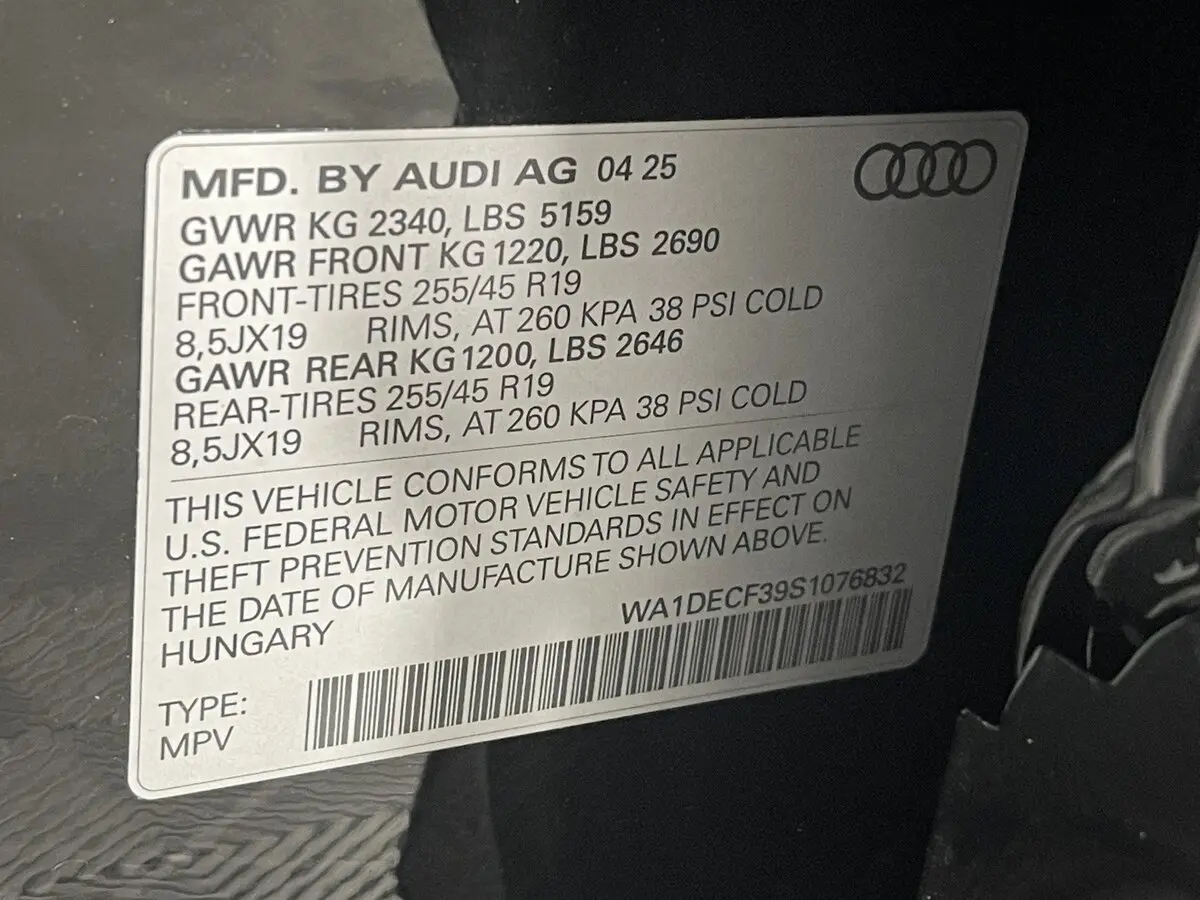 MFD. BY AUDI AG 04 25
GVWR KG 2340, LBS 5159
GAWR FRONT KG 1220, LBS 2690
FRONT-TIRES 255/45 R19
8,5JX19 RIMS, AT 260 KPA 38 PSI COLD
GAWR REAR KG 1200, LBS 2646
REAR-TIRES 255/45 R19
8,5JX19 RIMS, AT 260 KPA 38 PSI COLD
THIS VEHICLE CONFORMS TO ALL APPLICABLE
U.S. FEDERAL MOTOR VEHICLE SAFETY AND
THEFT PREVENTION STANDARDS IN EFFECT ON
THE DATE OF MANUFACTURE SHOWN ABOVE.
HUNGARY
WA1DECF39S1076832
TYPE:
MPV